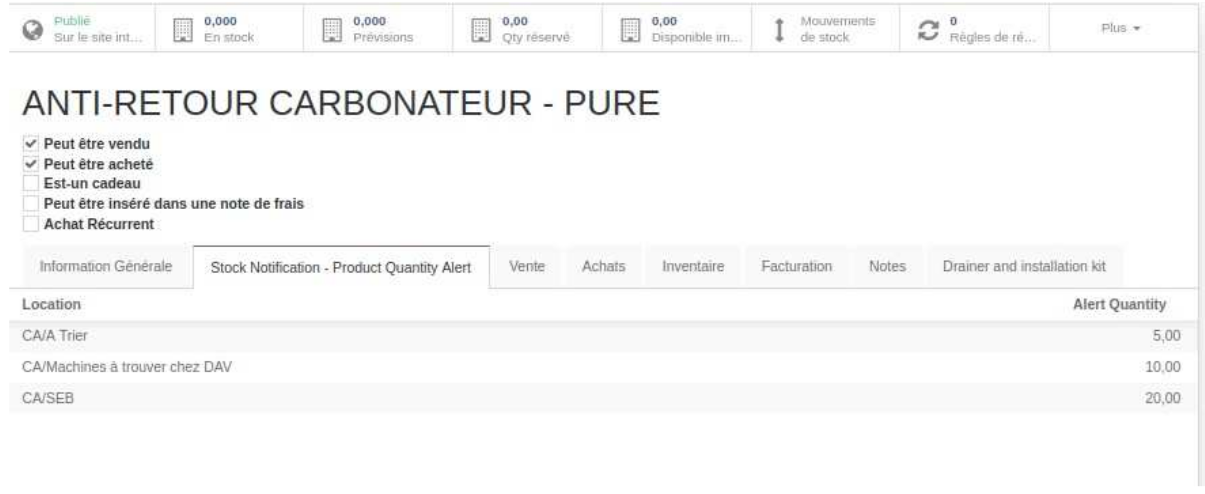 Publié
Sur le site int...
0,000
En stock
0,000
Prévisions
0,00
Qty réservé
0,00
Disponible im...
Mouvements
de stock
0
Règles de ré...
Plus
ANTI-RETOUR CARBONATEUR - PURE
Peut être vendu
Peut être acheté
Est-un cadeau
Peut être inséré dans une note de frais
Achat Récurrent
Information Générale Stock Notification - Product Quantity Alert Vente Achats Inventaire Facturation Notes Drainer and installation kit
Location Alert Quantity
CA/A Trier 5,00
CA/Machines à trouver chez DAV 10,00
CA/SEB 20,00